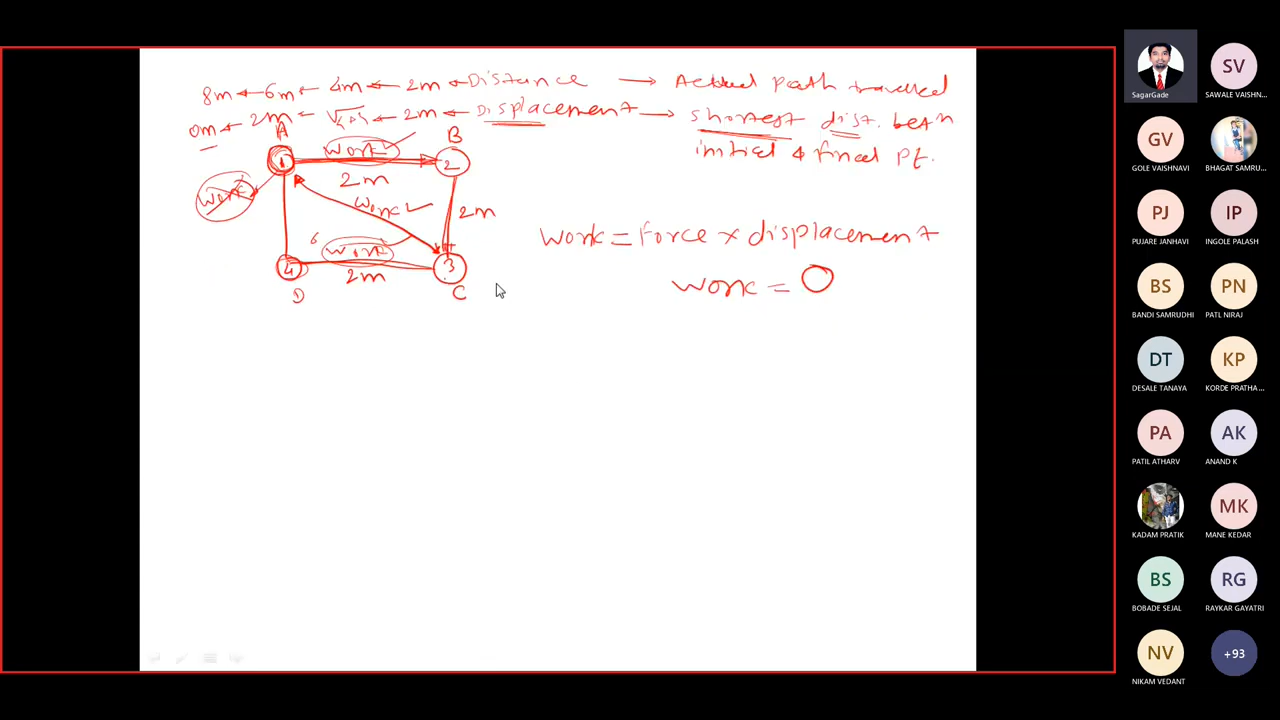 8m ← 6m ← 4m ← 2m ← Distance → Actual path travelled
0m ← 2m ← ← 2m ← Displacement → shortest dist. betn
initial & final pt.
A
B
1
work
2
2m
work
work
2m
work = force × displacement
work
4
3
2m
work = 0
D
C
SagarGade
SAWALE VAISHN...
GV
GOLE VAISHNAVI
BHAGAT SAMRU...
PJ
PUJARE JANHAVI
IP
INGOLE PALASH
BS
BANDI SAMRUDHI
PN
PATL NIRAJ
DT
DESALE TANAYA
KP
KORDE PRATHA...
PA
PATIL ATHARV
AK
ANAND K
KADAM PRATIK
MK
MANE KEDAR
BS
BOBADE SEJAL
RG
RAYKAR GAYATRI
NV
NIKAM VEDANT
+93
SV